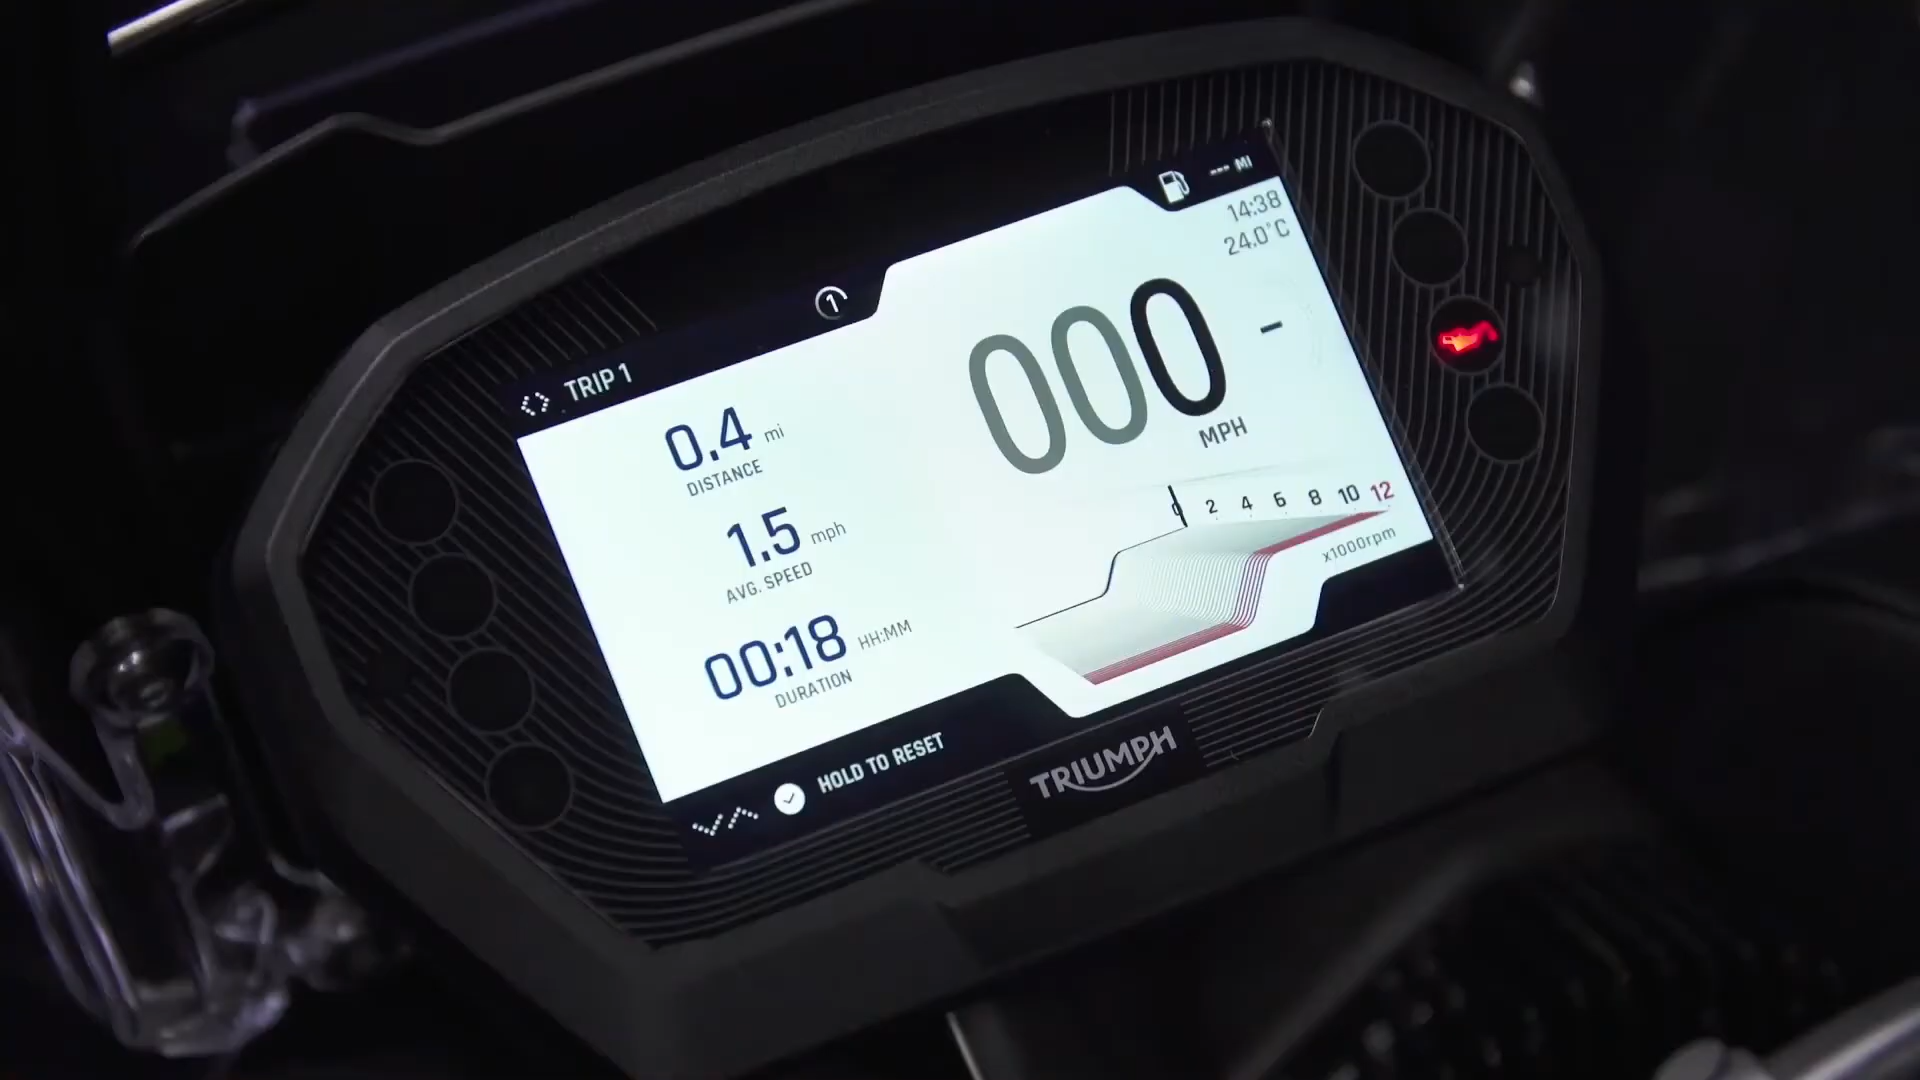 --- MI
14:38
24.0°C
1
TRIP 1
000 -
MPH
0.4 mi
DISTANCE
1.5 mph
AVG. SPEED
00:18 HH:MM
DURATION
0 2 4 6 8 10 12
x1000rpm
HOLD TO RESET
TRIUMPH